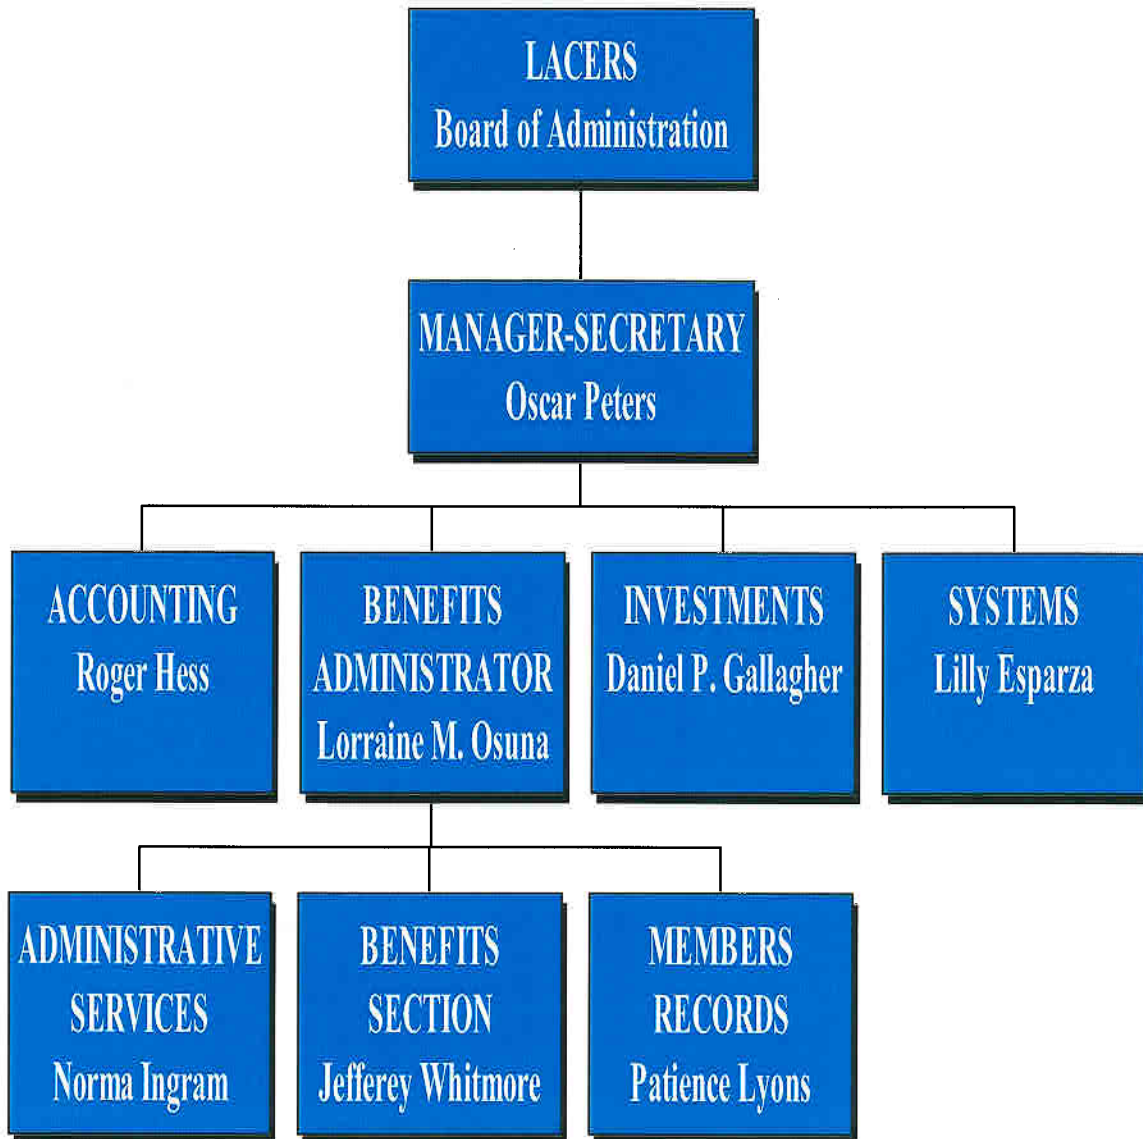 LACERS
Board of Administration
MANAGER-SECRETARY
Oscar Peters
ACCOUNTING
Roger Hess
BENEFITS
ADMINISTRATOR
Lorraine M. Osuna
INVESTMENTS
Daniel P. Gallagher
SYSTEMS
Lilly Esparza
ADMINISTRATIVE
SERVICES
Norma Ingram
BENEFITS
SECTION
Jefferey Whitmore
MEMBERS
RECORDS
Patience Lyons